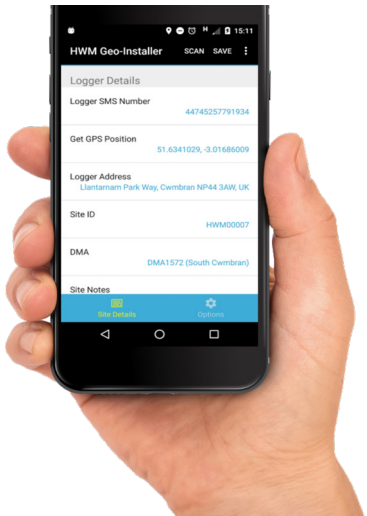 H 15:11
HWM Geo-Installer SCAN SAVE
Logger Details
Logger SMS Number
44745257791934
Get GPS Position
51.6341029, -3.01686009
Logger Address
Llantarnam Park Way, Cwmbran NP44 3AW, UK
Site ID
HWM00007
DMA
DMA1572 (South Cwmbran)
Site Notes
Site Details Options